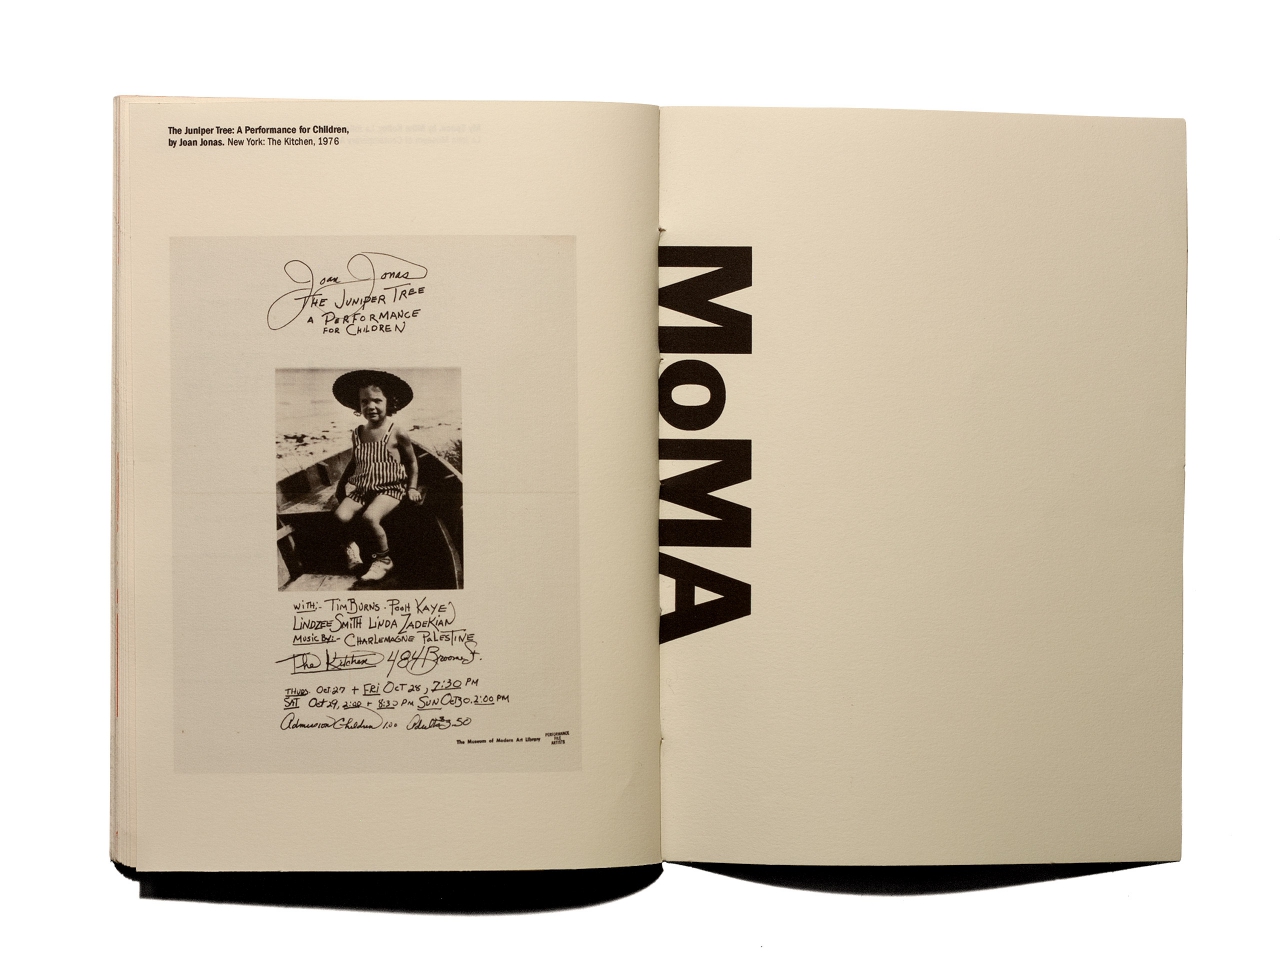 The Juniper Tree: A Performance for Children,
by Joan Jonas. New York: The Kitchen, 1976
Joan Jonas
THE JUNIPER TREE
A PERFORMANCE
FOR CHILDREN
WITH:- TIM BURNS - POOH KAYE
LINDZEE SMITH LINDA ZADEKIAN
MUSIC BY:- CHARLEMAGNE PALESTINE
The Kitchen 484 Broome St.
THURS. Oct 27 + FRI OCT 28, 7:30 PM
SAT Oct 29, 2:00 + 8:30 PM SUN OCT 30, 2:00 PM
Admission Children 1.00 Adults 3.50
The Museum of Modern Art Library
PERFORMANCE
FILE
ARTISTS
MoMA